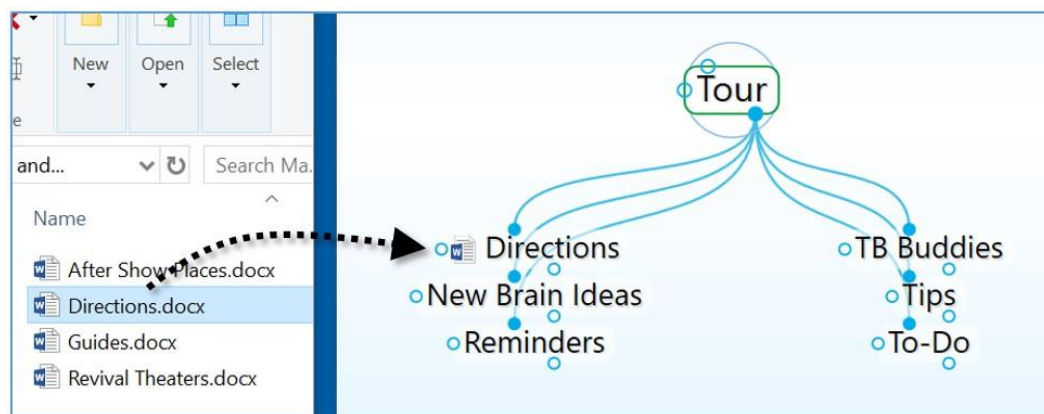 New Open Select
e
and... Search Ma.
Name
After Show Places.docx
Directions.docx
Guides.docx
Revival Theaters.docx
Tour
Directions
New Brain Ideas
Reminders
TB Buddies
Tips
To-Do